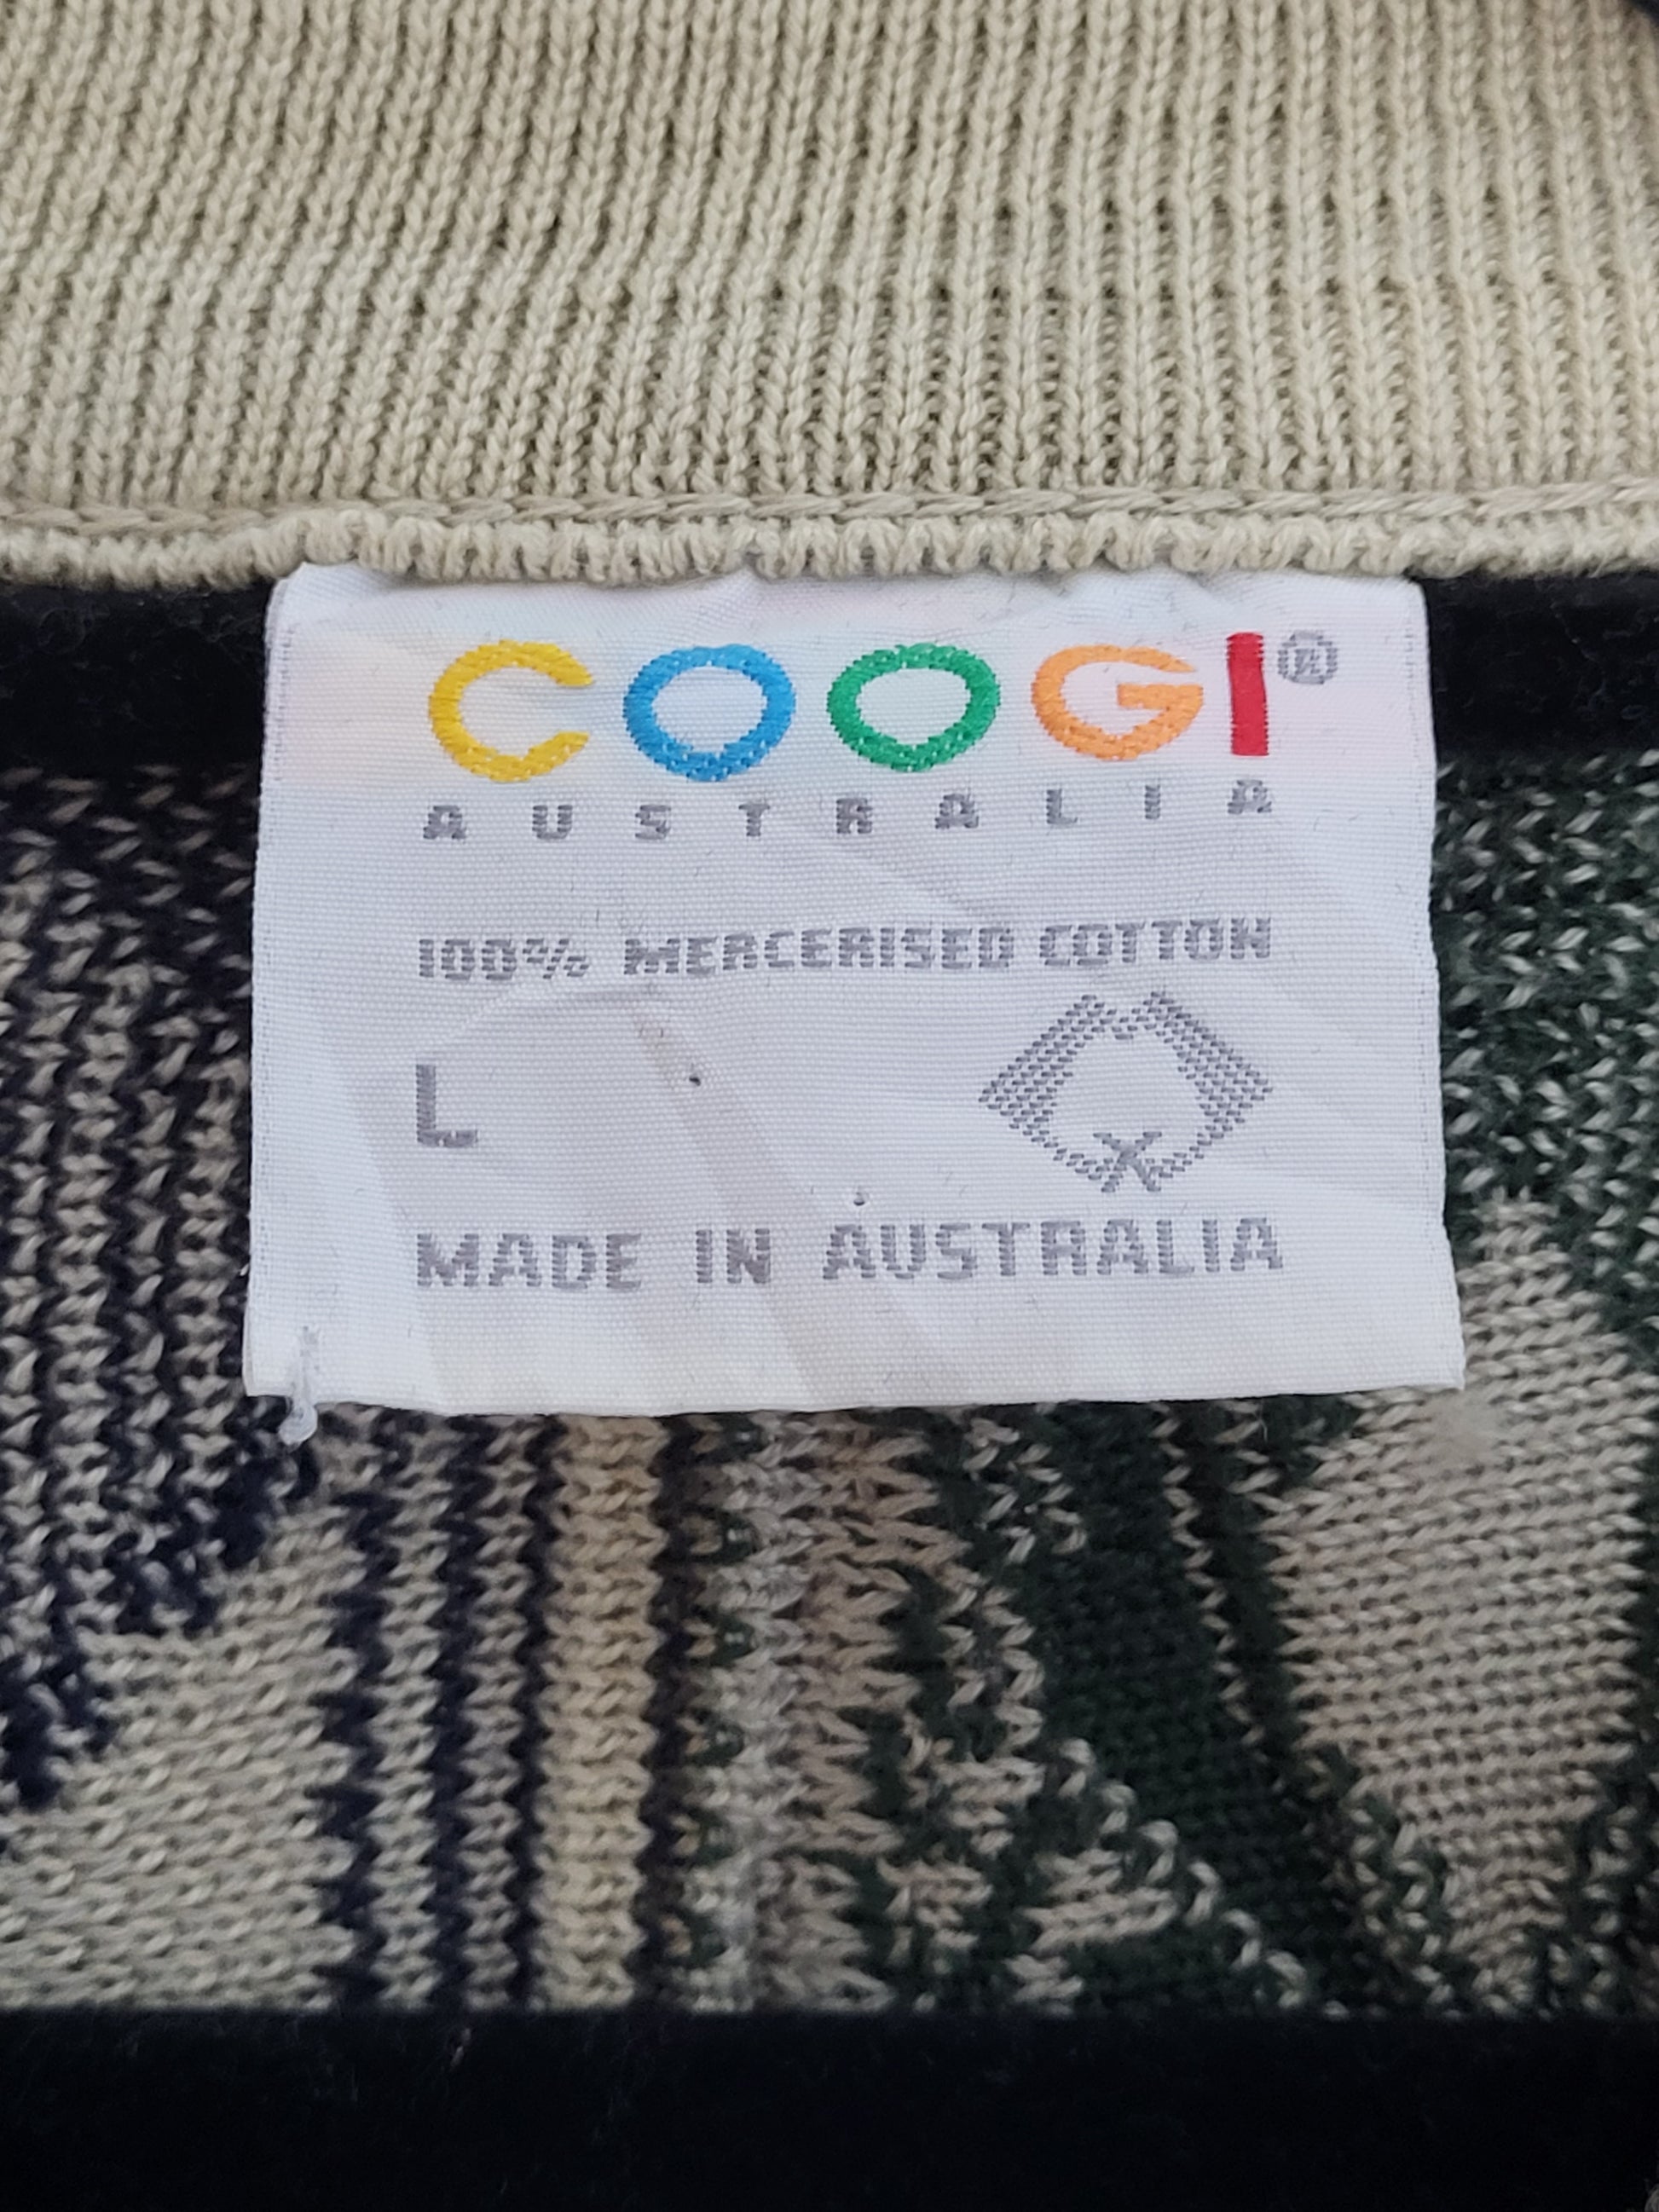 COOGI®
AUSTRALIA
100% MERCERISED COTTON
L
MADE IN AUSTRALIA